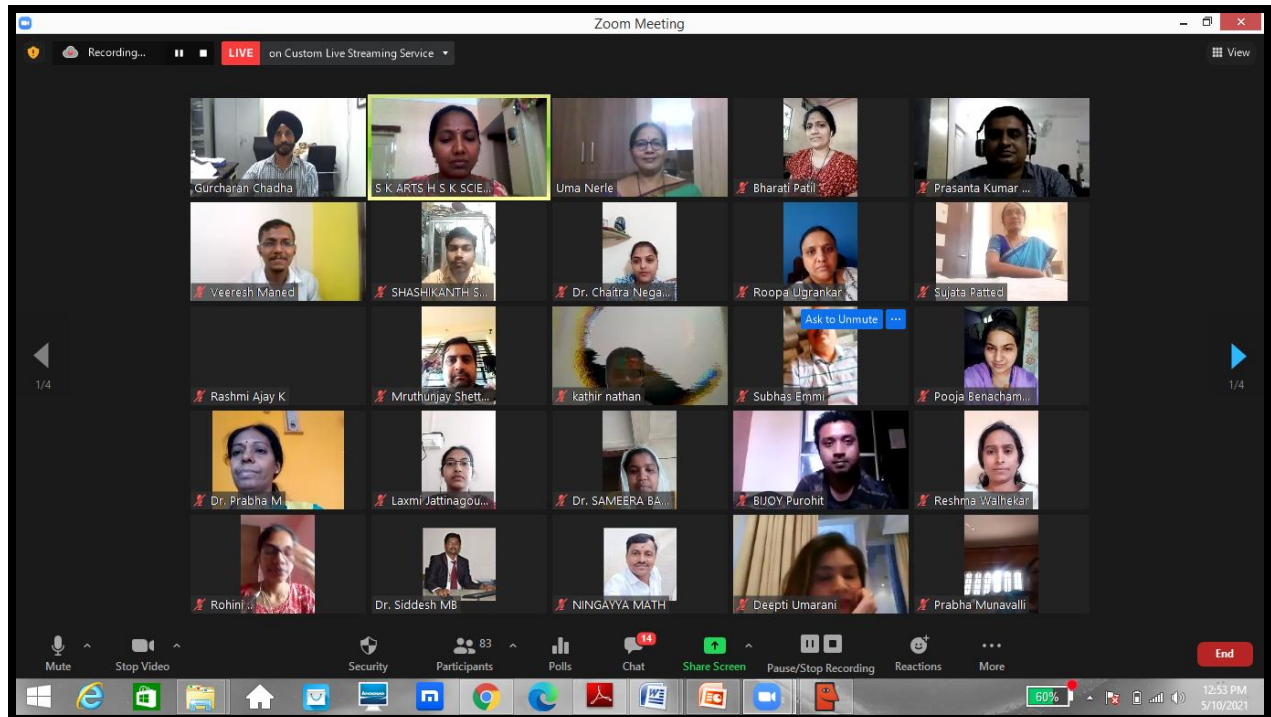 Zoom Meeting
Recording...
LIVE on Custom Live Streaming Service
View
Gurcharan Chadha
S K ARTS H S K SCIE...
Uma Nerle
Bharati Patil
Prasanta Kumar ...
Veeresh Maned
SHASHIKANTH S...
Dr. Chaitra Nega...
Roopa Ugrankar
Sujata Patted
Ask to Unmute ...
1/4
Rashmi Ajay K
Mruthunjay Shett...
kathir nathan
Subhas Emmi
Pooja Benacham...
1/4
Dr. Prabha M
Laxmi Jattinagou...
Dr. SAMEERA BA...
BIJOY Purohit
Reshma Walhekar
Rohini ..
Dr. Siddesh MB
NINGAYYA MATH
Deepti Umarani
Prabha Munavalli
Mute
Stop Video
Security
83
Participants
Polls
14
Chat
Share Screen
Pause/Stop Recording
Reactions
More
End
60%
12:53 PM
5/10/2021